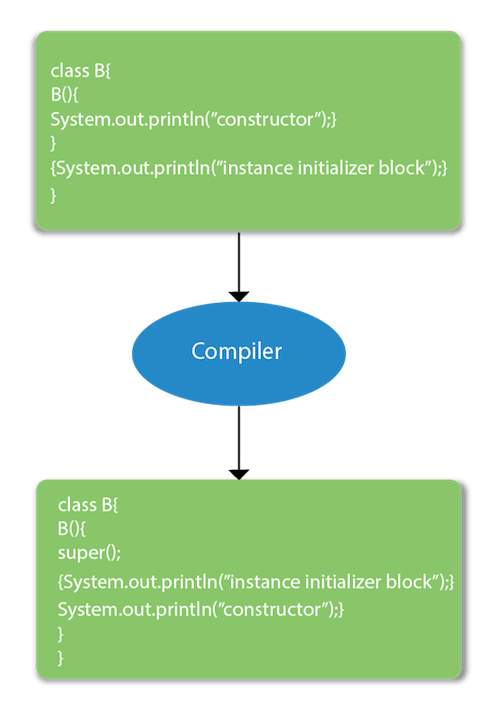 class B{
B(){
System.out.println(”constructor”);}
}
{System.out.println(”instance initializer block”);}
}
Compiler
class B{
B(){
super();
{System.out.println(”instance initializer block”);}
System.out.println(”constructor”);}
}
}